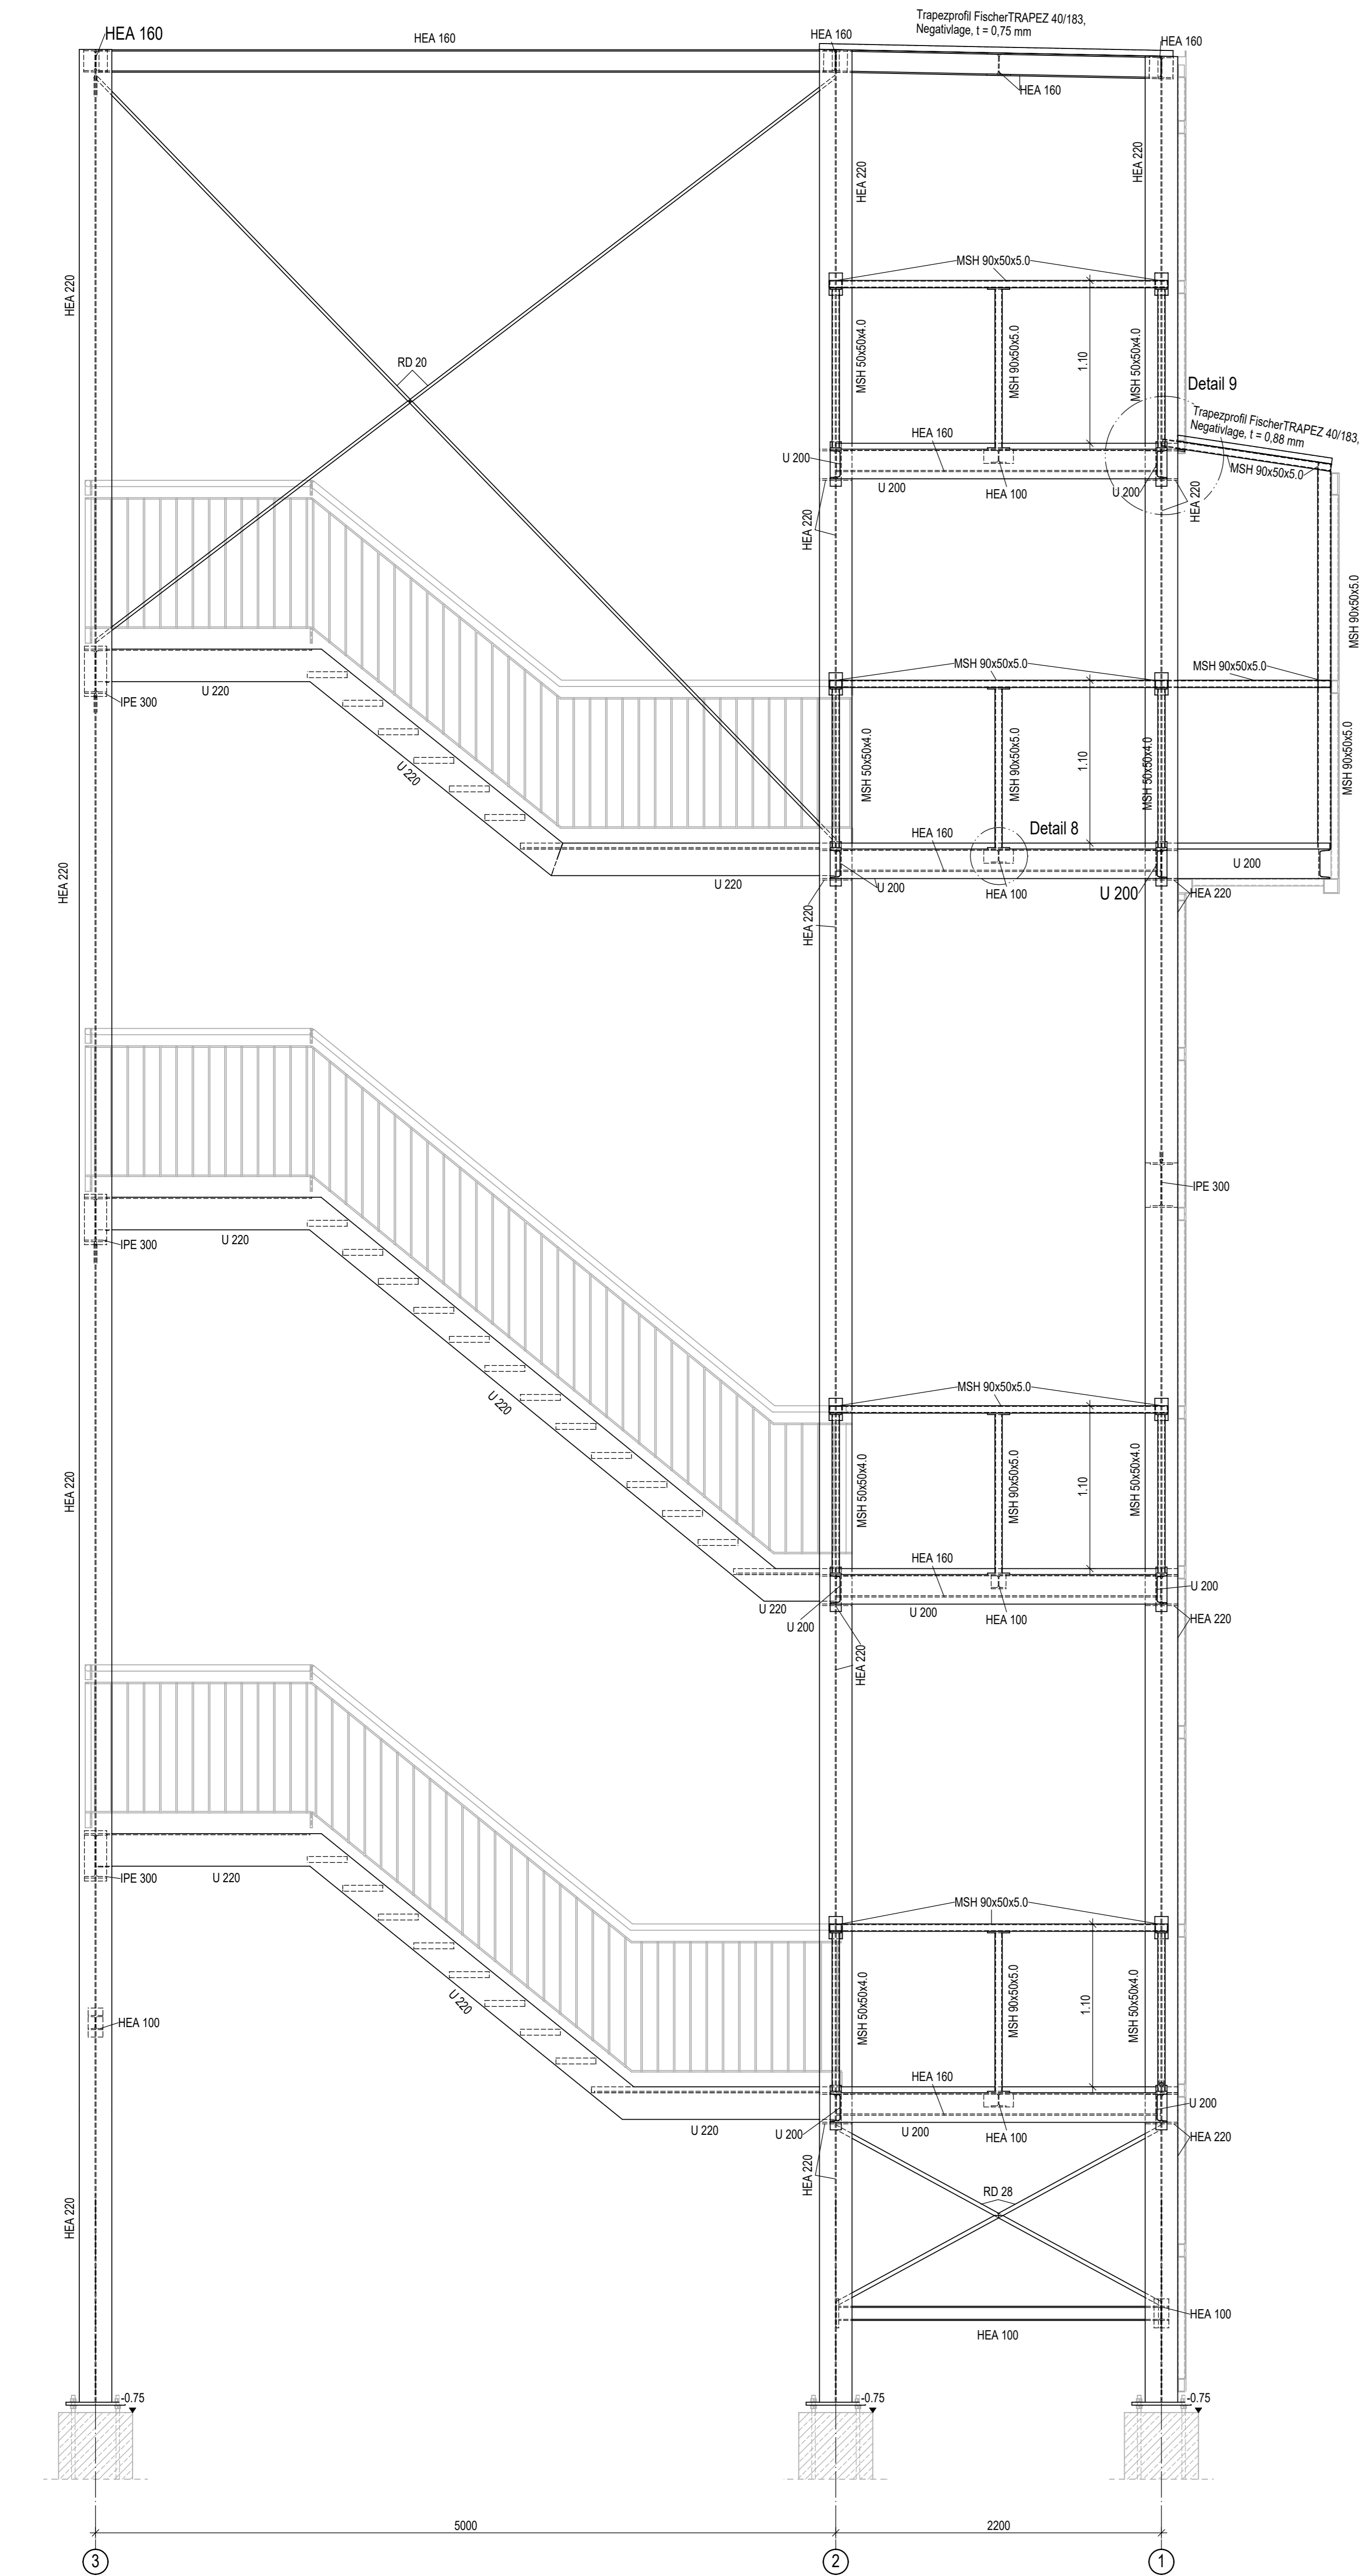 Trapezprofil FischerTRAPEZ 40/183,
Negativlage, t = 0,75 mm
HEA 160
HEA 160
HEA 160
HEA 160
HEA 160
HEA 220
HEA 220
HEA 220
MSH 90x50x5.0
MSH 50x50x4.0
MSH 90x50x5.0
1.10
MSH 50x50x4.0
RD 20
Detail 9
Trapezprofil FischerTRAPEZ 40/183,
Negativlage, t = 0,88 mm
MSH 90x50x5.0
HEA 160
U 200
U 200
HEA 100
U 200
HEA 220
HEA 220
MSH 90x50x5.0
MSH 90x50x5.0
MSH 90x50x5.0
U 220
IPE 300
U 220
MSH 50x50x4.0
MSH 90x50x5.0
1.10
MSH 50x50x4.0
MSH 90x50x5.0
HEA 160
Detail 8
U 220
U 200
HEA 100
U 200
U 200
HEA 220
HEA 220
HEA 220
IPE 300
U 220
IPE 300
U 220
MSH 90x50x5.0
HEA 220
MSH 50x50x4.0
MSH 90x50x5.0
1.10
MSH 50x50x4.0
HEA 160
U 220
U 200
U 200
HEA 100
U 200
HEA 220
HEA 220
IPE 300
U 220
MSH 90x50x5.0
U 220
HEA 100
MSH 50x50x4.0
MSH 90x50x5.0
1.10
MSH 50x50x4.0
HEA 160
U 220
U 200
U 200
HEA 100
U 200
HEA 220
HEA 220
HEA 220
RD 28
HEA 100
HEA 100
-0.75
-0.75
-0.75
5000
2200
3
2
1